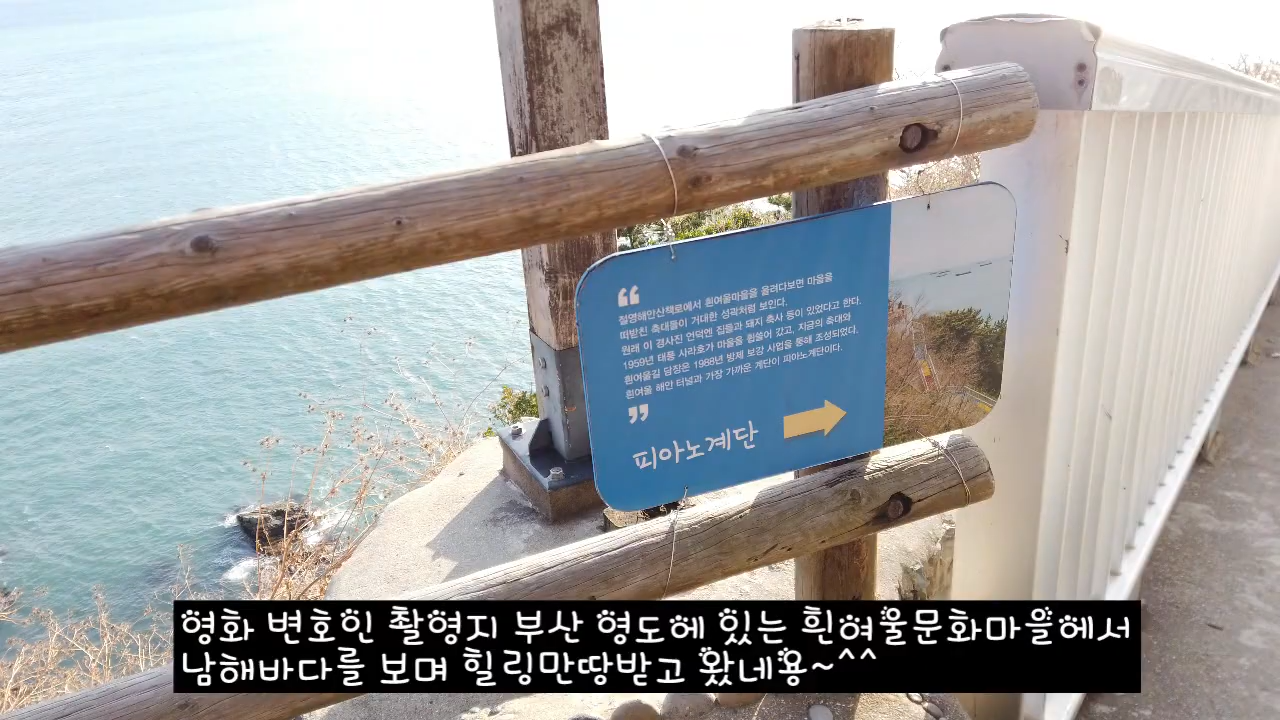 “
절영해안산책로에서 흰여울마을을 올려다보면 마을을
떠받친 축대들이 거대한 성곽처럼 보인다.
원래 이 경사진 언덕엔 집들과 돼지 축사 등이 있었다고 한다.
1959년 태풍 사라호가 마을을 휩쓸어 갔고, 지금의 축대와
흰여울길 담장은 1988년 방제 보강 사업을 통해 조성되었다.
흰여울 해안 터널과 가장 가까운 계단이 피아노계단이다.
”
피아노계단
영화 변호인 촬영지 부산 영도에 있는 흰여울문화마을에서
남해바다를 보며 힐링만땅받고 왔네용~^^